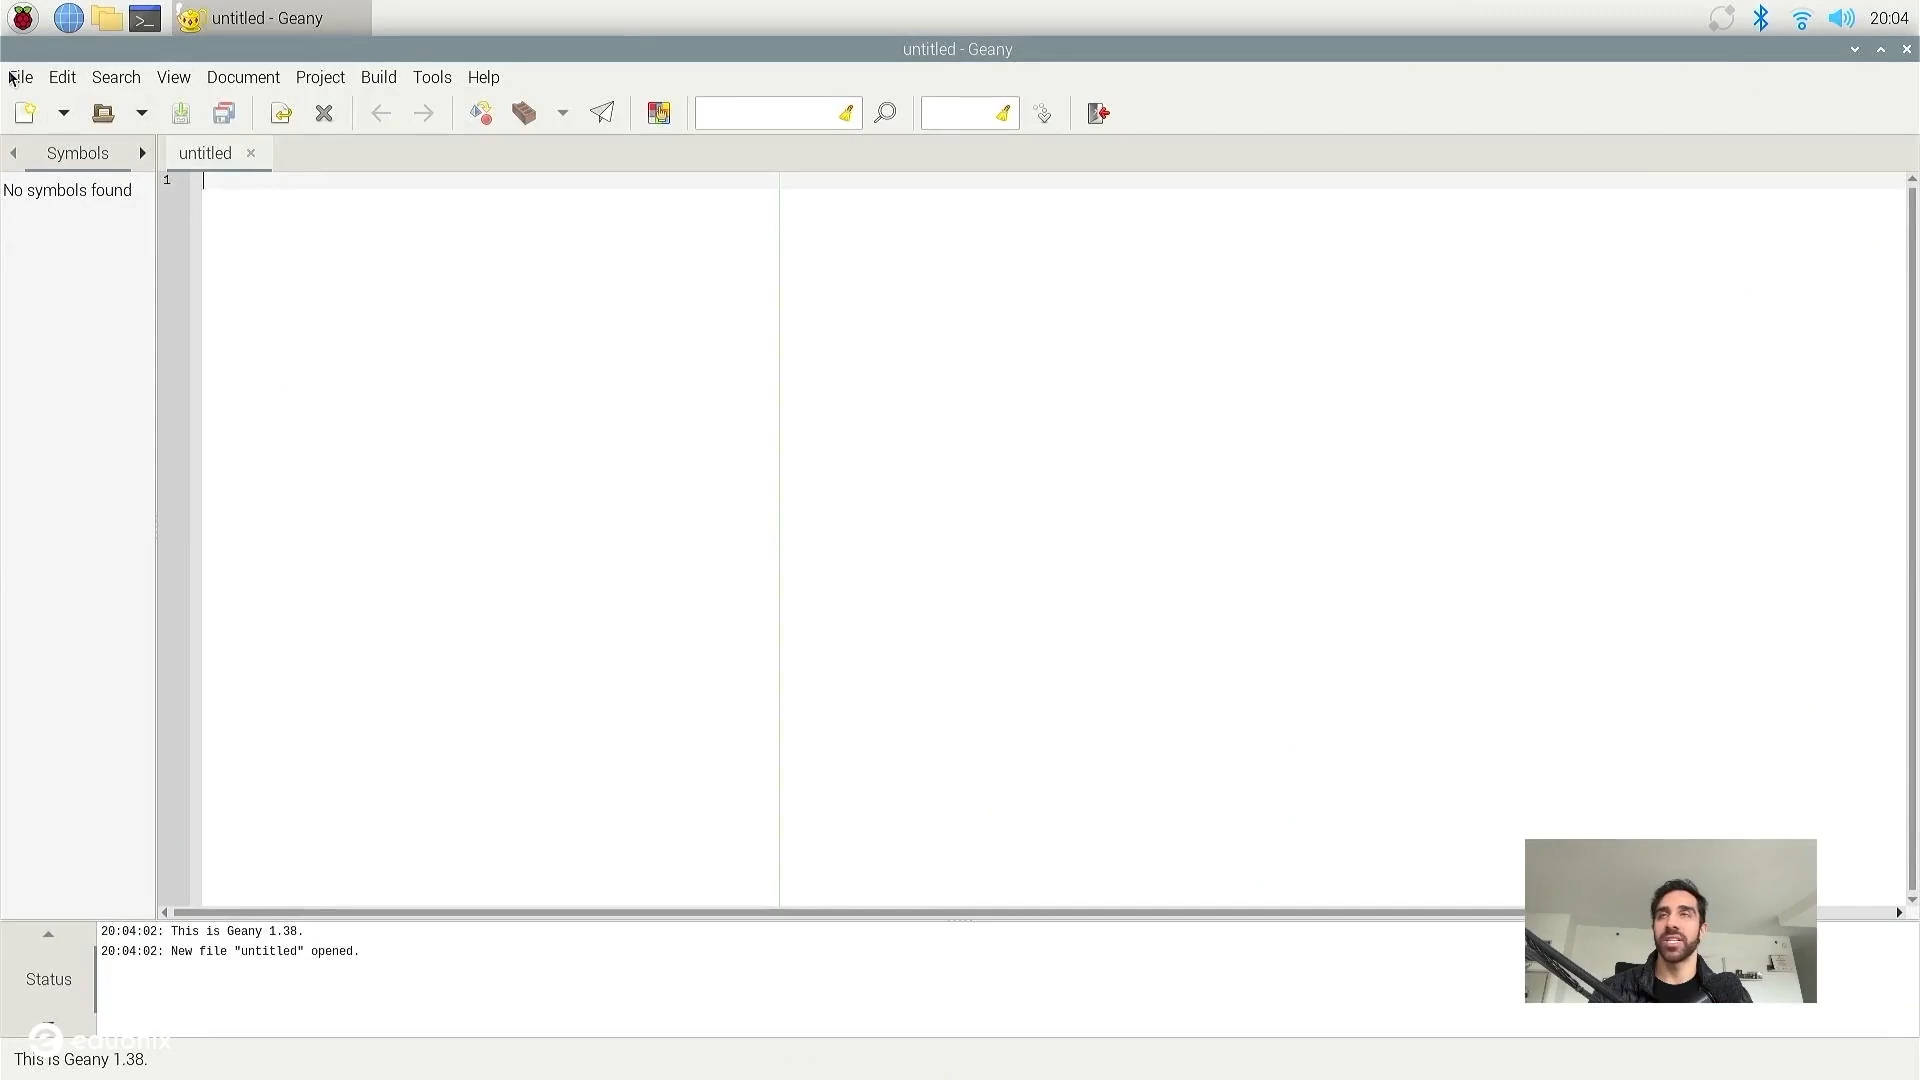 untitled - Geany
20:04
untitled - Geany
File Edit Search View Document Project Build Tools Help
Symbols
untitled
No symbols found
1
20:04:02: This is Geany 1.38.
20:04:02: New file "untitled" opened.
Status
eduonix
This is Geany 1.38.